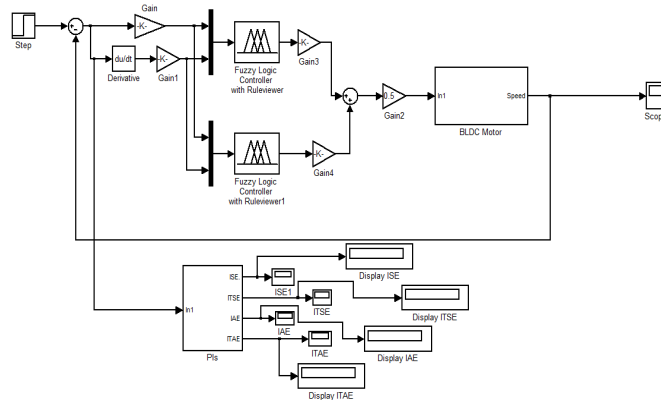 Gain
-K-
Step
du/dt
Derivative
-K-
Gain1
Fuzzy Logic
Controller
with Ruleviewer
-K-
Gain3
0.5
Gain2
In1
Speed
BLDC Motor
Scop
Fuzzy Logic
Controller
with Ruleviewer1
-K-
Gain4
In1
ISE
ITSE
IAE
ITAE
PIs
ISE1
Display ISE
ITSE
Display ITSE
IAE
Display IAE
ITAE
Display ITAE